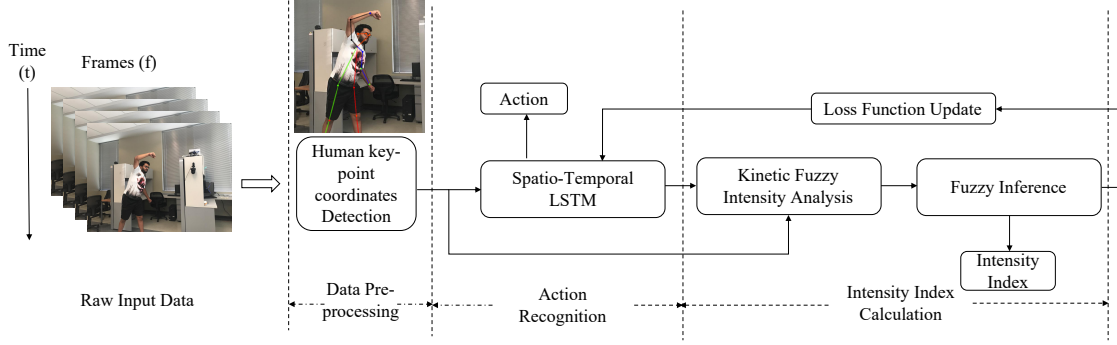 Time
(t)
Frames (f)
Raw Input Data
Human key-
point
coordinates
Detection
Data Pre-
processing
Action
Spatio-Temporal
LSTM
Action
Recognition
Loss Function Update
Kinetic Fuzzy
Intensity Analysis
Fuzzy Inference
Intensity
Index
Intensity Index
Calculation